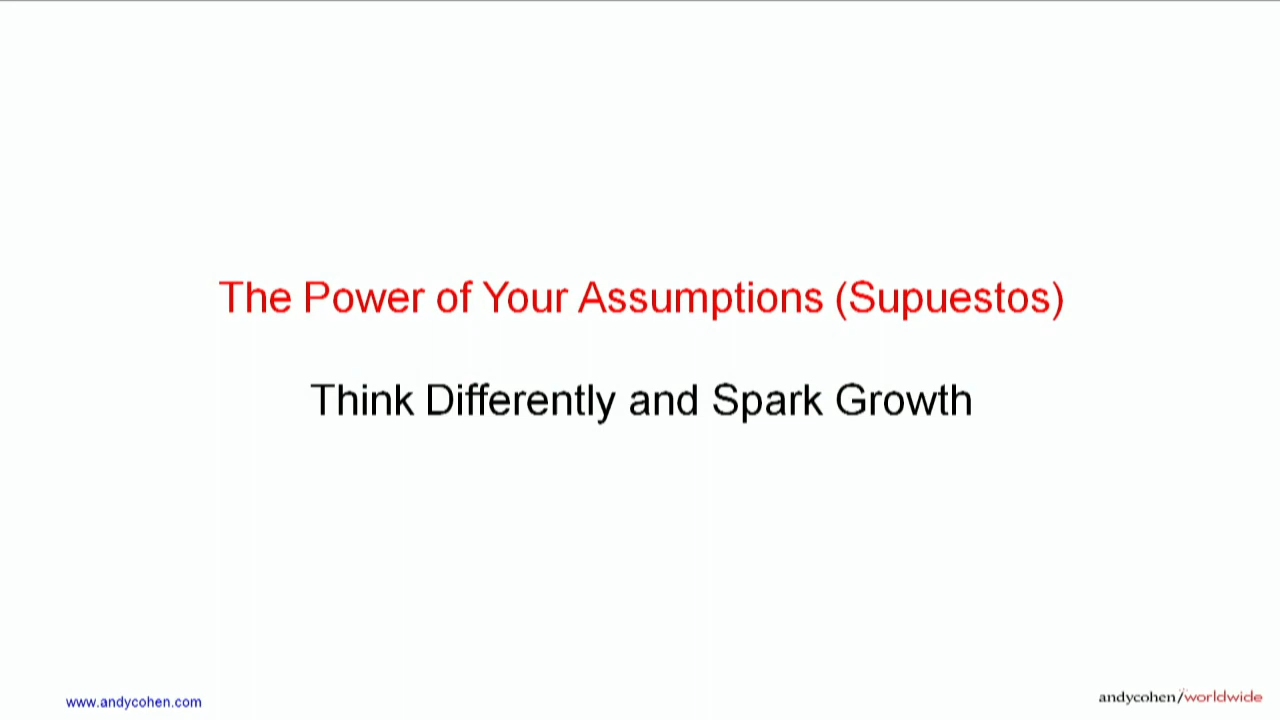 The Power of Your Assumptions (Supuestos)
Think Differently and Spark Growth
www.andycohen.com
andycohen/worldwide